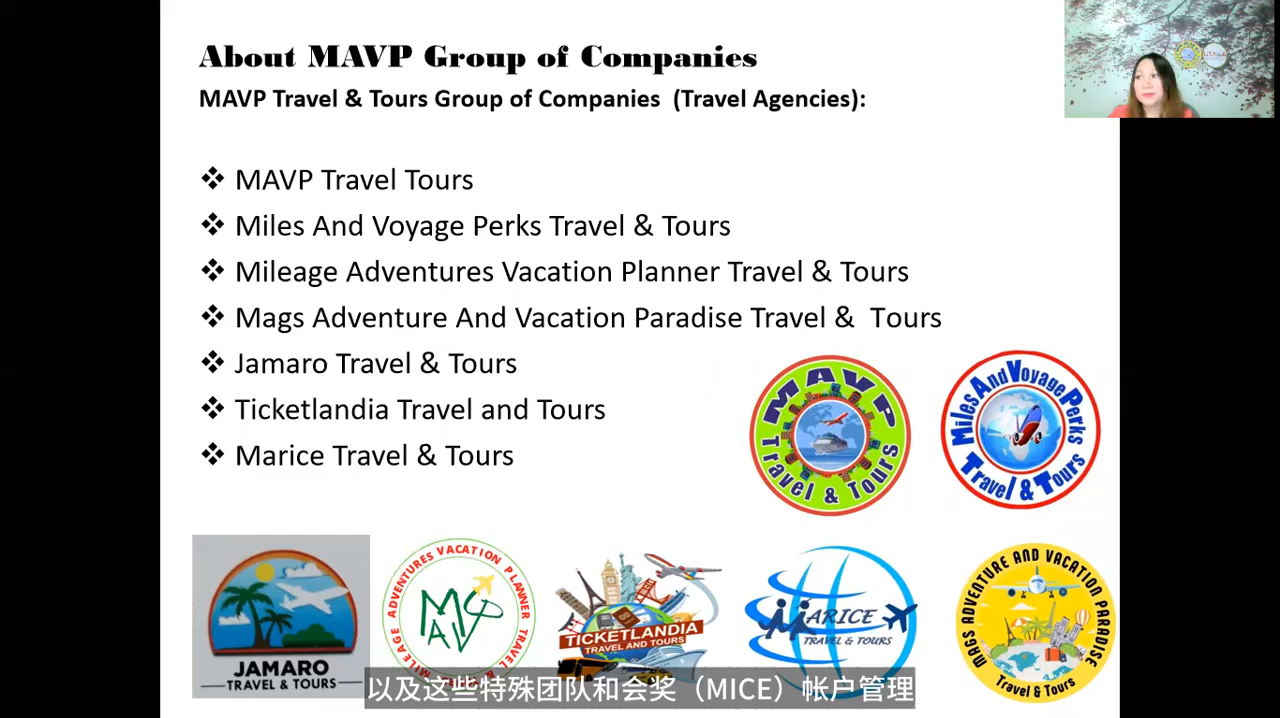 About MAVP Group of Companies
MAVP Travel & Tours Group of Companies (Travel Agencies):
❖ MAVP Travel Tours
❖ Miles And Voyage Perks Travel & Tours
❖ Mileage Adventures Vacation Planner Travel & Tours
❖ Mags Adventure And Vacation Paradise Travel & Tours
❖ Jamaro Travel & Tours
❖ Ticketlandia Travel and Tours
❖ Marice Travel & Tours
MAVP
Travel & Tours
Miles And Voyage Perks
Travel & Tours
JAMARO
TRAVEL & TOURS
MILEAGE ADVENTURES VACATION PLANNER TRAVEL &
MAVP
TICKETLANDIA
TRAVEL AND TOURS
MARICE
TRAVEL & TOURS
MAGS ADVENTURE AND VACATION PARADISE
Travel & Tours
以及这些特殊团队和会奖（MICE）帐户管理